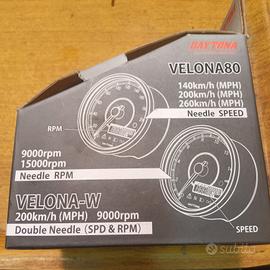 DAYTONA
VELONA80
140km/h (MPH)
200km/h (MPH)
260km/h (MPH)
Needle SPEED
RPM
9000rpm
15000rpm
Needle RPM
VELONA-W
200km/h (MPH) 9000rpm
Double Needle (SPD & RPM)
SPEED
subito